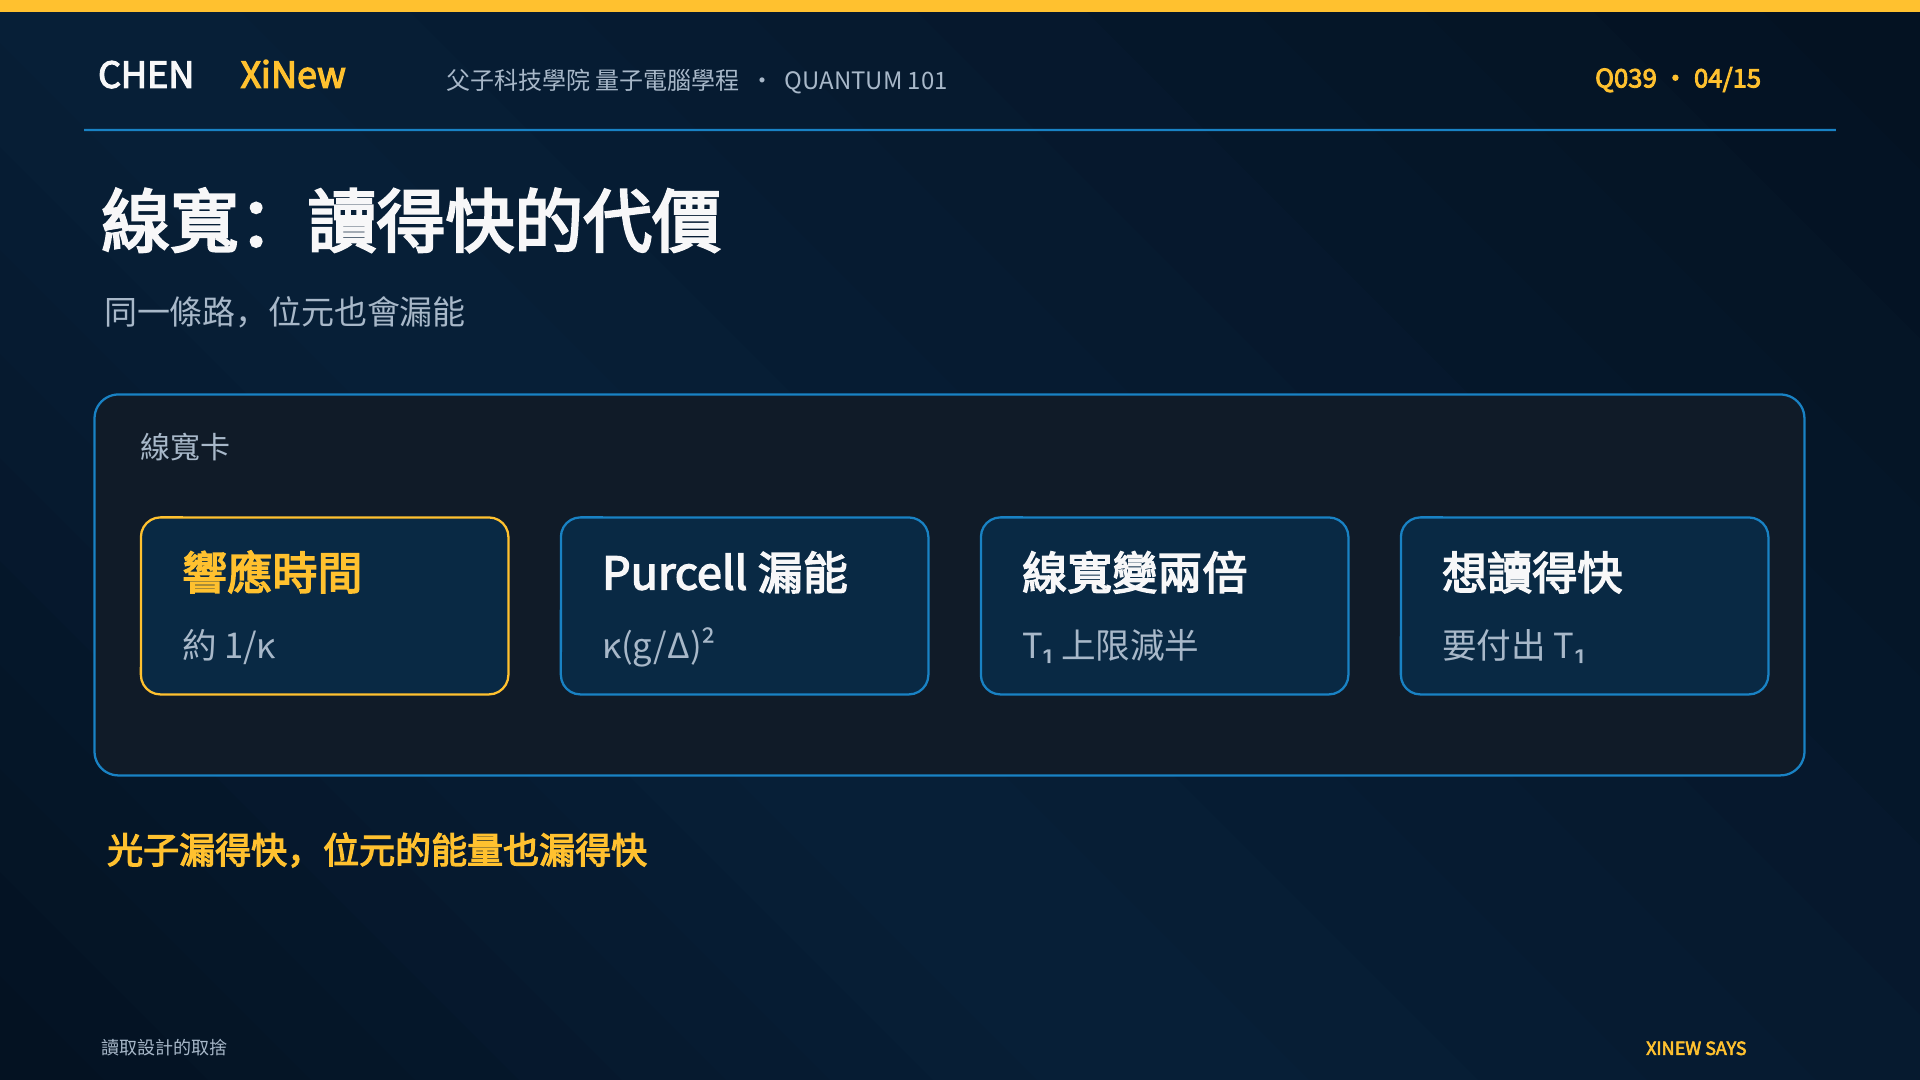 CHEN XiNew 父子科技學院 量子電腦學程 • QUANTUM 101 Q039 • 04/15
線寬：讀得快的代價
同一條路，位元也會漏能
線寬卡
響應時間
約 1/κ
Purcell 漏能
κ(g/Δ)²
線寬變兩倍
T₁ 上限減半
想讀得快
要付出 T₁
光子漏得快，位元的能量也漏得快
讀取設計的取捨 XINEW SAYS